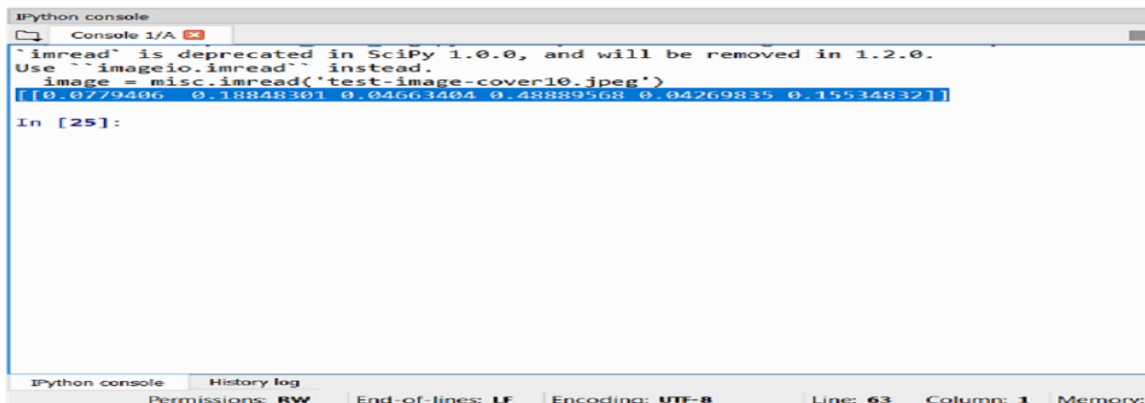 IPython console
Console 1/A
`imread` is deprecated in SciPy 1.0.0, and will be removed in 1.2.0.
Use ``imageio.imread`` instead.
image = misc.imread('test-image-cover10.jpeg')
[[0.0779406  0.18848301 0.04663404 0.48889568 0.04269835 0.15534832]]
In [25]:
IPython console History log
Permissions: RW End-of-lines: LF Encoding: UTF-8 Line: 63 Column: 1 Memory: